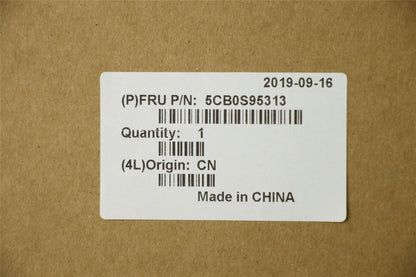 2019-09-16
(P)FRU P/N: 5CB0S95313
Quantity: 1
(4L)Origin: CN
Made in CHINA